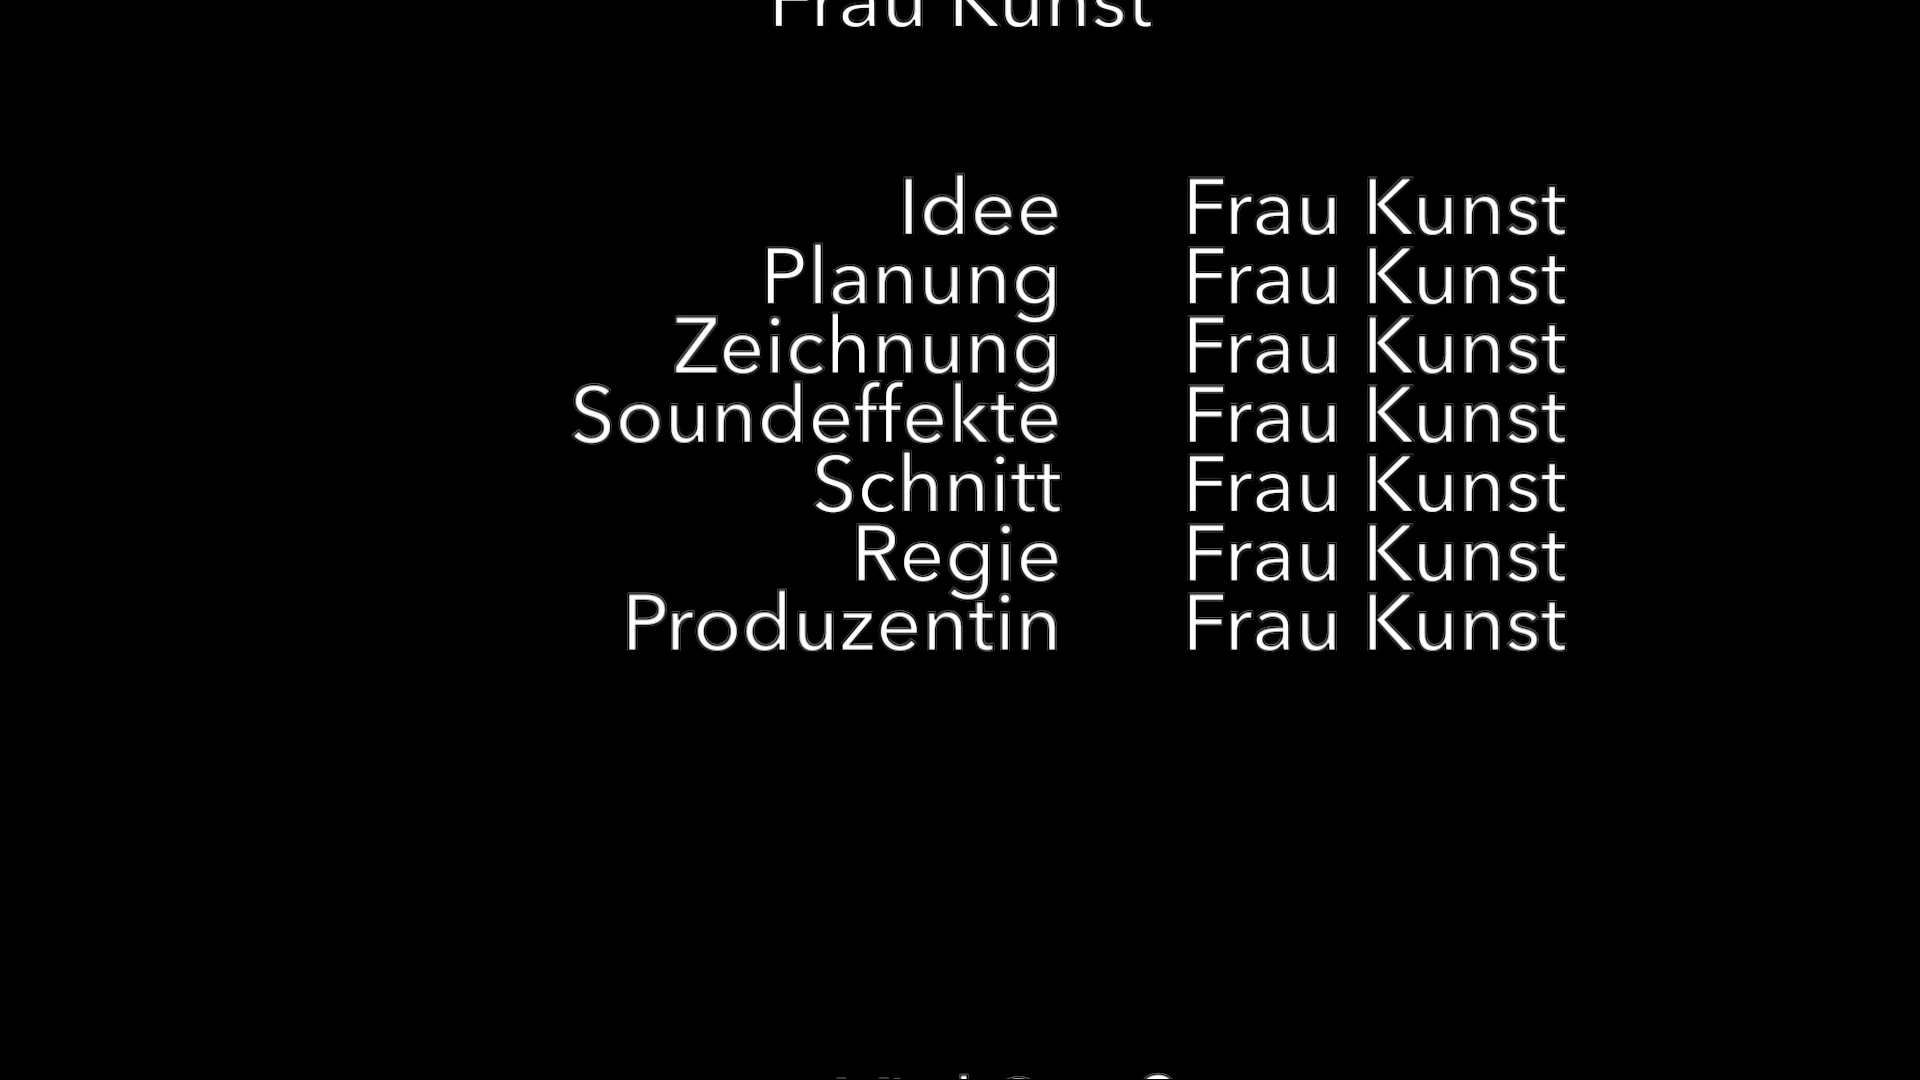 Frau Kunst
Idee Frau Kunst
Planung Frau Kunst
Zeichnung Frau Kunst
Soundeffekte Frau Kunst
Schnitt Frau Kunst
Regie Frau Kunst
Produzentin Frau Kunst